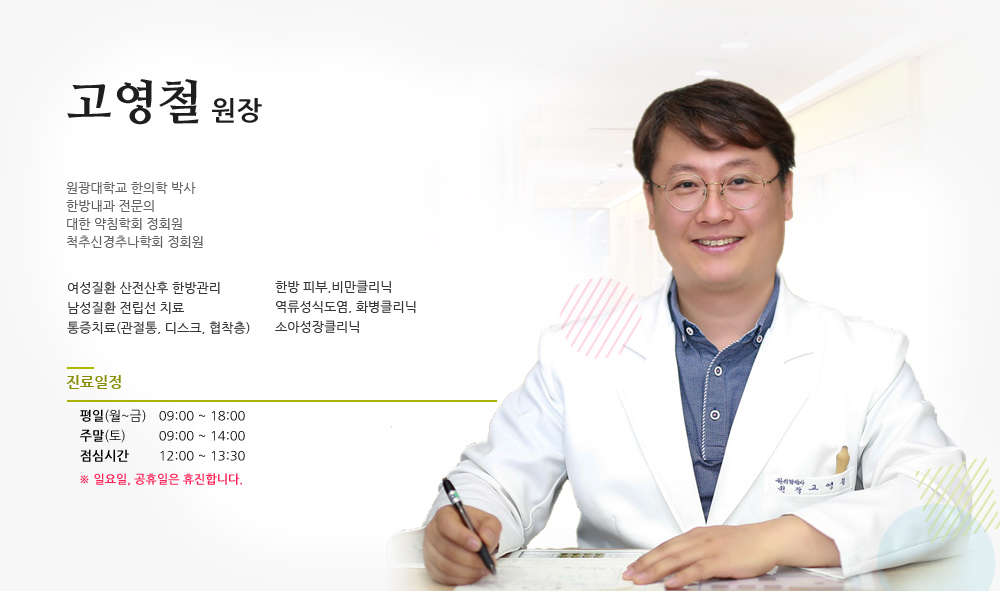 고영철 원장
원광대학교 한의학 박사
한방내과 전문의
대한 약침학회 정회원
척추신경추나학회 정회원
여성질환 산전산후 한방관리
남성질환 전립선 치료
통증치료(관절통, 디스크, 협착증)
한방 피부,비만클리닉
역류성식도염, 화병클리닉
소아성장클리닉
진료일정
평일(월~금) 09:00 ~ 18:00
주말(토) 09:00 ~ 14:00
점심시간 12:00 ~ 13:30
※ 일요일, 공휴일은 휴진합니다.
한의학박사
원 장 고 영 철